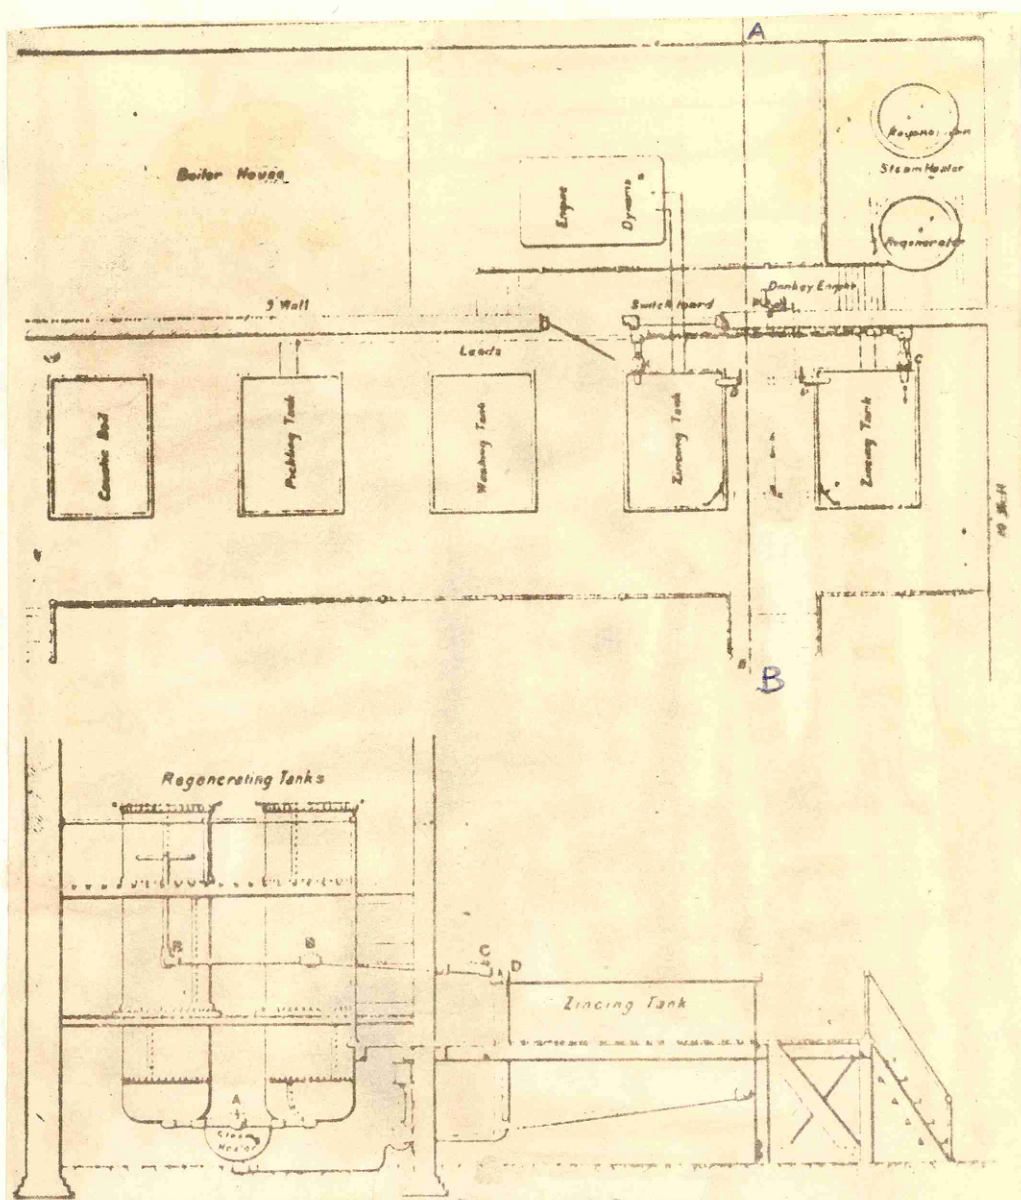 A
Boiler House
Engine
Dynamo
Steam Heater
Regenerator
Donkey Engine
9" Wall
Switch board
Leads
C
Caustic Boil
Pickling Tank
Washing Tank
Zincing Tank
Zincing Tank
B
B
Regenerating Tanks
B
B
C
D
Zincing Tank
A
Steam
Heater